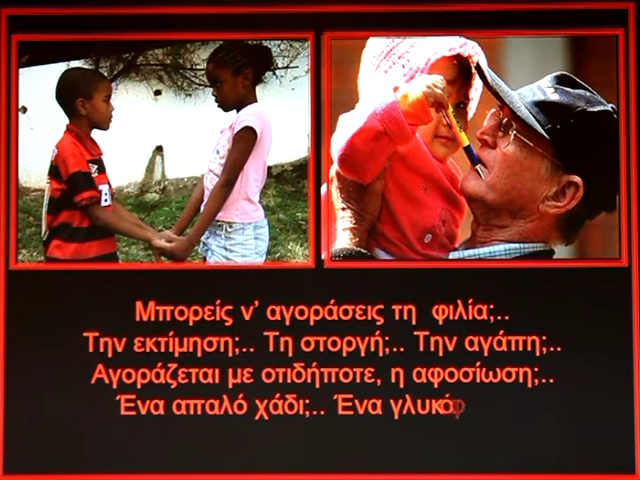 Μπορείς ν' αγοράσεις τη φιλία;..
Την εκτίμηση;.. Τη στοργή;.. Την αγάπη;..
Αγοράζεται με οτιδήποτε, η αφοσίωση;..
Ένα απαλό χάδι;.. Ένα γλυκό